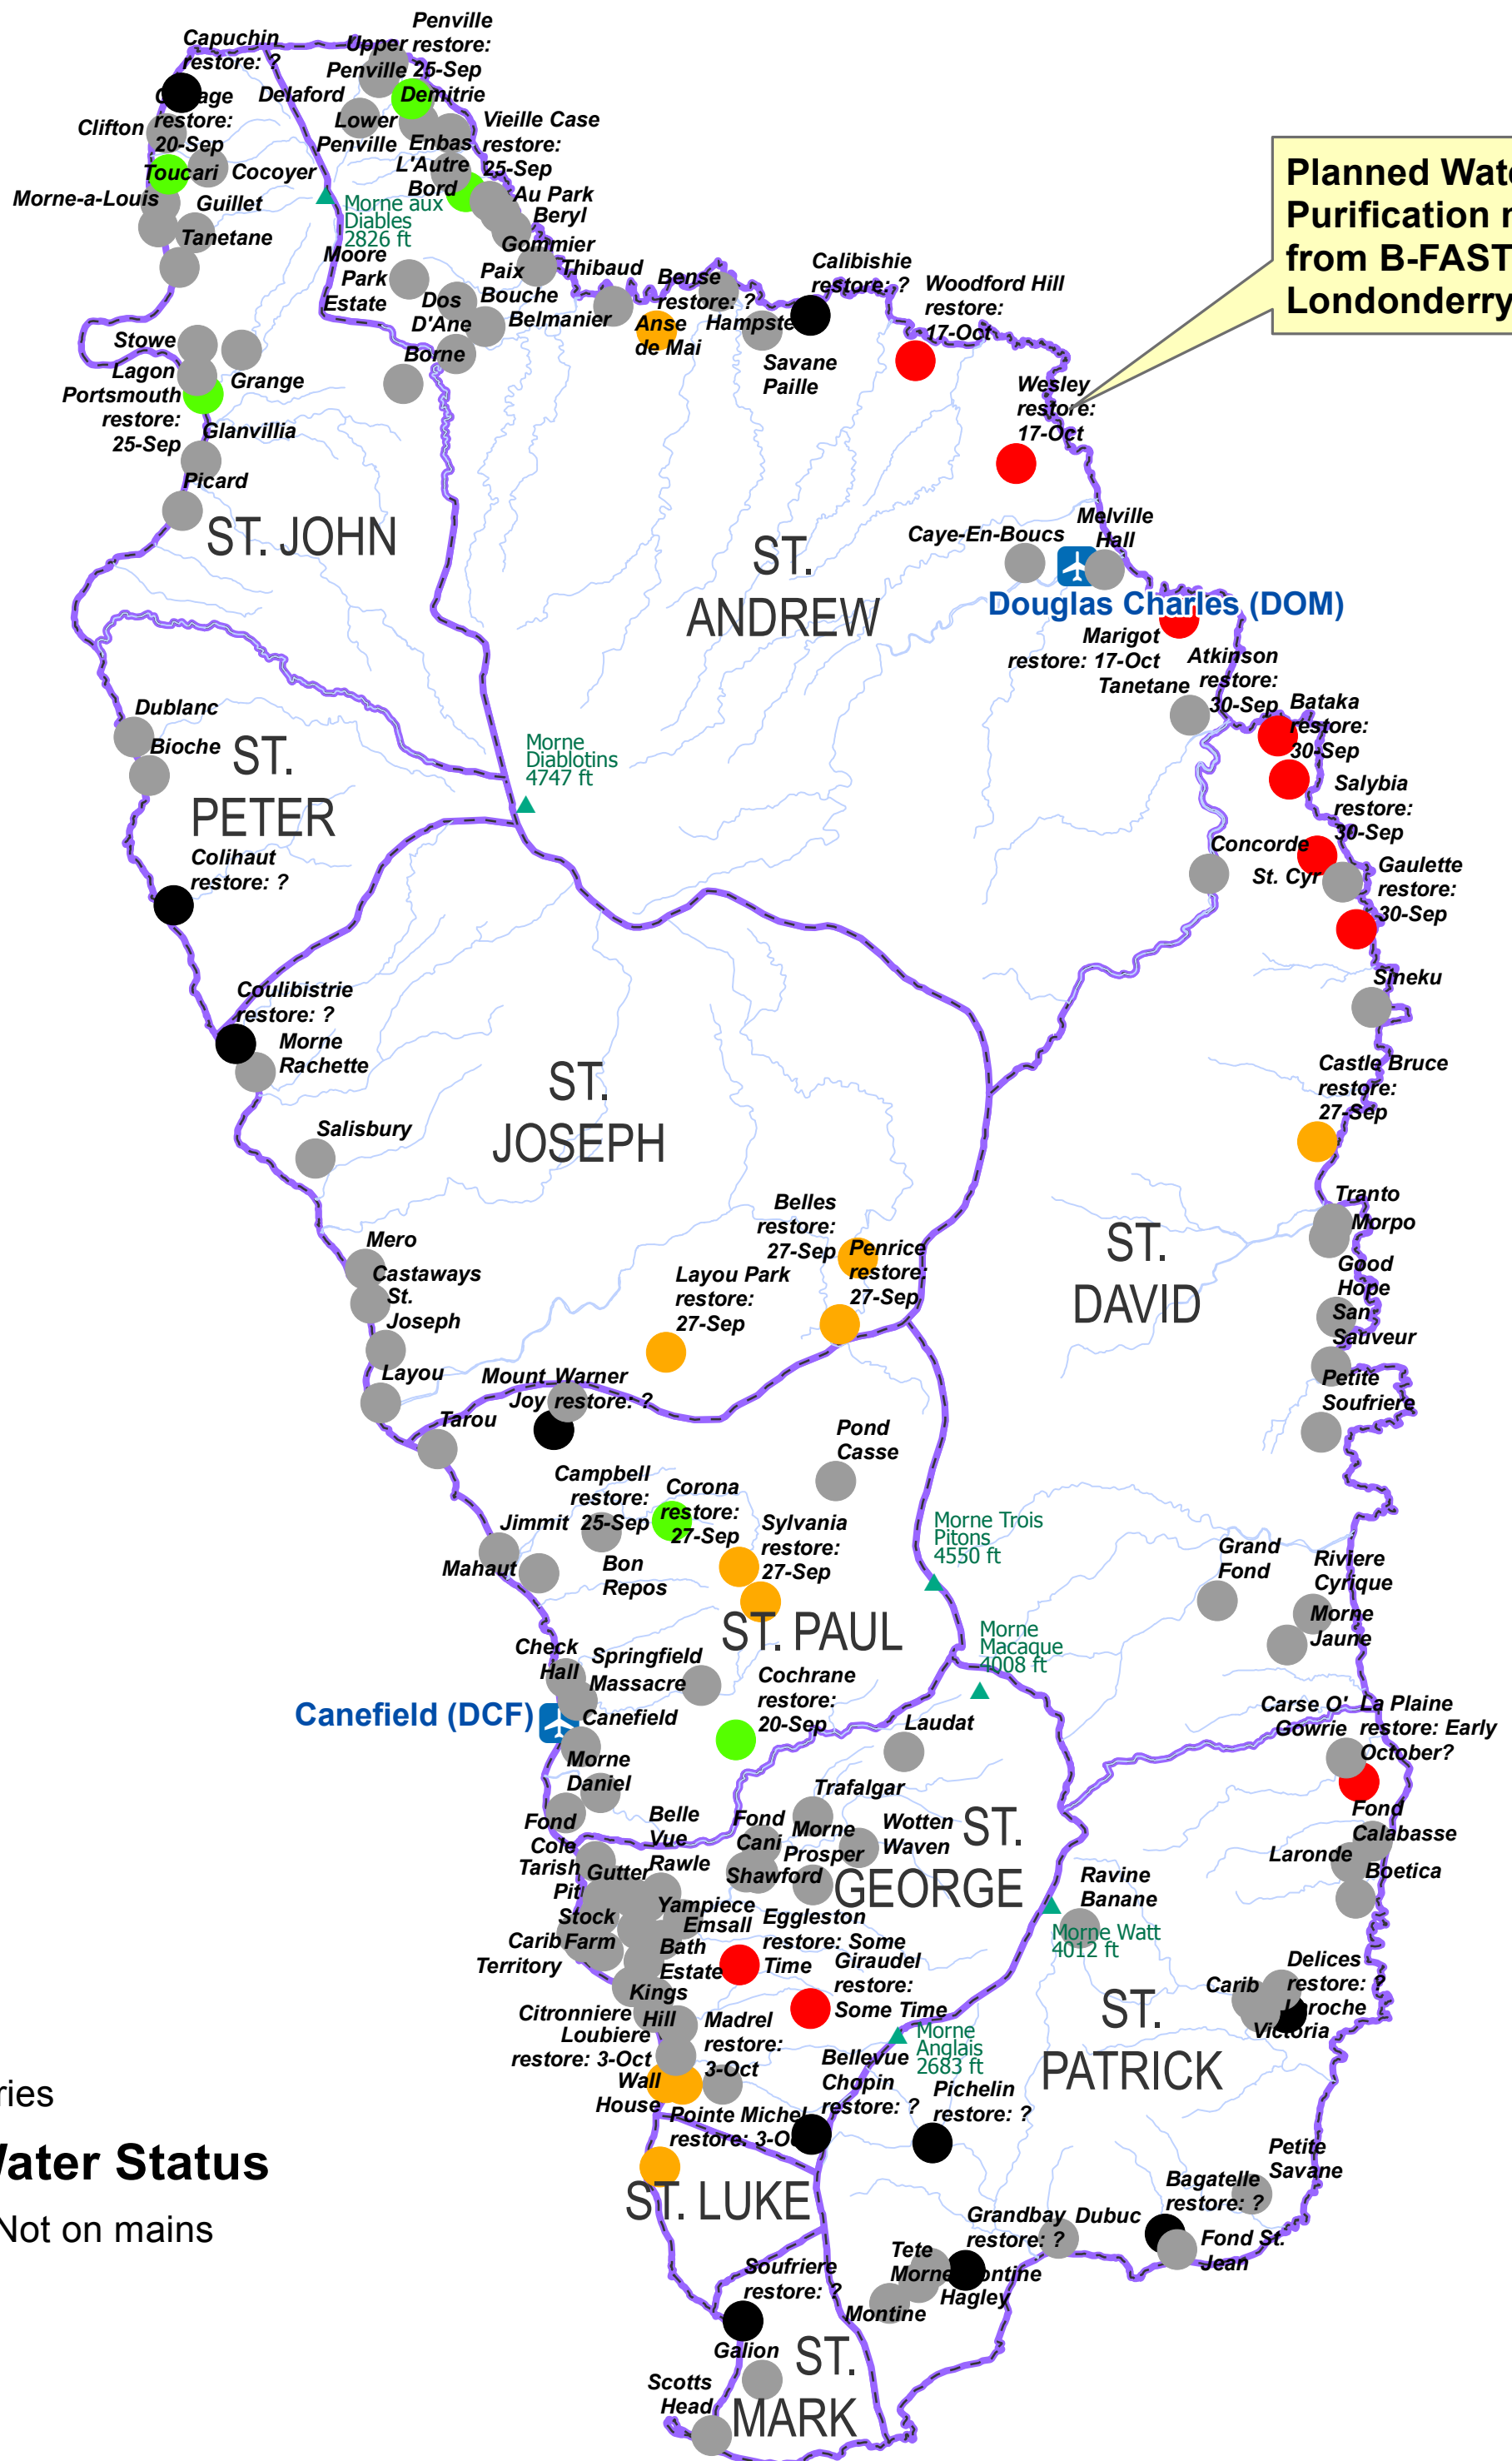 Capuchin
restore: ?
Upper
Penville
Penville
restore:
25-Sep
Delaford
Demitrie
Clifton
restore:
20-Sep
Toucari
Cocoyer
Lower
Penville
Enbas
L'Autre
Bord
Vieille Case
restore:
25-Sep
Morne-a-Louis
Guillet
Tanetane
Morne aux
Diables
2826 ft
Au Park
Beryl
Gommier
Moore
Park
Estate
Paix
Bouche
Thibaud
Dos
D'Ane
Belmanier
Bense
restore: ?
Anse
de Mai
Hampstead
Calibishie
restore: ?
Savane
Paille
Woodford Hill
restore:
17-Oct
Planned Wate
Purification
from B-FAST
Londonderry
Stowe
Lagon
Grange
Borne
Portsmouth
restore:
25-Sep
Glanvillia
Picard
Wesley
restore:
17-Oct
ST. JOHN
ST.
ANDREW
Caye-En-Boucs
Melville
Hall
Douglas Charles (DOM)
Marigot
restore: 17-Oct
Tanetane
Atkinson
restore:
30-Sep
Bataka
restore:
30-Sep
Dublanc
Bioche
ST.
PETER
Morne
Diablotins
4747 ft
Salybia
restore:
30-Sep
Concorde
St. Cyr
Gaulette
restore:
30-Sep
Colihaut
restore: ?
Sineku
Coulibistrie
restore: ?
Morne
Rachette
ST.
JOSEPH
Castle Bruce
restore:
27-Sep
Salisbury
Tranto
Morpo
Mero
Castaways
St.
Joseph
Belles
restore:
27-Sep
Penrice
restore:
27-Sep
Layou Park
restore:
27-Sep
ST.
DAVID
Good
Hope
San
Sauveur
Petite
Soufriere
Layou
Tarou
Mount
Joy
Warner
restore: ?
Pond
Casse
Campbell
restore:
25-Sep
Corona
restore:
27-Sep
Sylvania
restore:
27-Sep
Jimmit
Mahaut
Bon
Repos
Morne Trois
Pitons
4550 ft
Grand
Fond
Riviere
Cyrique
Morne
Jaune
ST. PAUL
Check
Hall
Springfield
Massacre
Cochrane
restore:
20-Sep
Morne
Macaque
4008 ft
Canefield (DCF)
Canefield
Laudat
Carse O'
Gowrie
La Plaine
restore: Early
October?
Morne
Daniel
Trafalgar
Fond
Cole
Belle
Vue
Rawle
Fond
Cani
Shawford
Morne
Prosper
Wotten
Waven
ST.
GEORGE
Fond
Calabasse
Laronde
Boetica
Tarish
Pit
Gutter
Stock
Farm
Yampiece
Emsall
Carib
Territory
Bath
Estate
Eggleston
restore: Some
Time
Giraudel
restore:
Some Time
Ravine
Banane
Morne Watt
4012 ft
Kings
Hill
Citronniere
Loubiere
restore: 3-Oct
Madrel
restore:
3-Oct
Wall
House
Morne
Anglais
2683 ft
Carib
Delices
restore: ?
Laroche
Victoria
ST.
PATRICK
Bellevue
Chopin
restore: ?
Pichelin
restore: ?
Pointe Michel
restore: 3-Oct
ries
Water Status
Not on mains
ST. LUKE
Petite
Savane
Bagatelle
restore: ?
Fond St.
Jean
Grandbay
restore: ?
Dubuc
Tete
Morne
Montine
Hagley
Montine
Soufriere
restore: ?
Galion
Scotts
Head
ST.
MARK